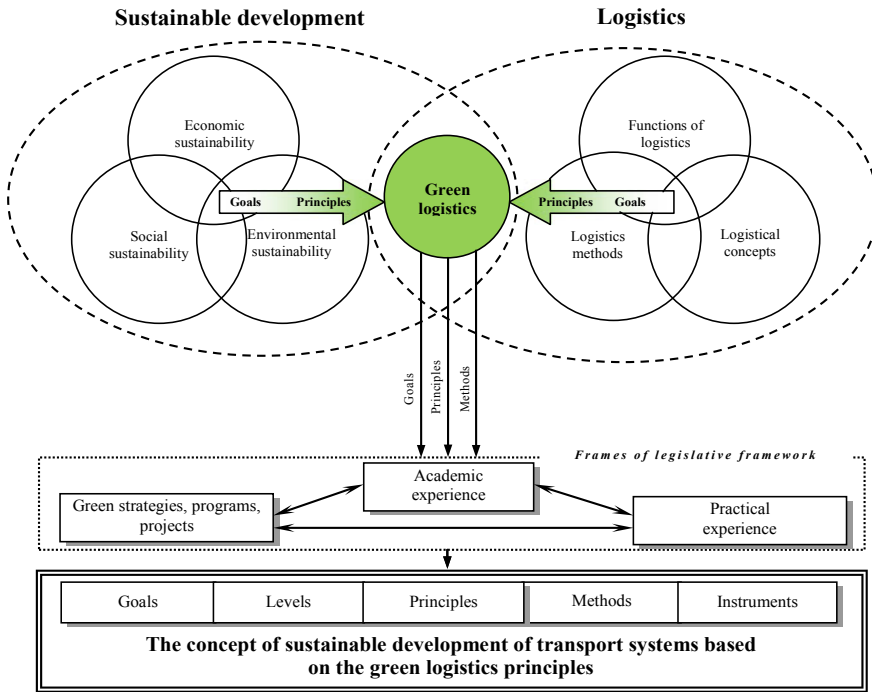 Sustainable development
Logistics
Economic
sustainability
Functions of
logistics
Green
logistics
Goals
Principles
Principles
Goals
Social
sustainability
Environmental
sustainability
Logistics
methods
Logistical
concepts
Goals
Principles
Methods
Frames of legislative framework
Academic
experience
Green strategies, programs,
projects
Practical
experience
Goals
Levels
Principles
Methods
Instruments
The concept of sustainable development of transport systems based
on the green logistics principles